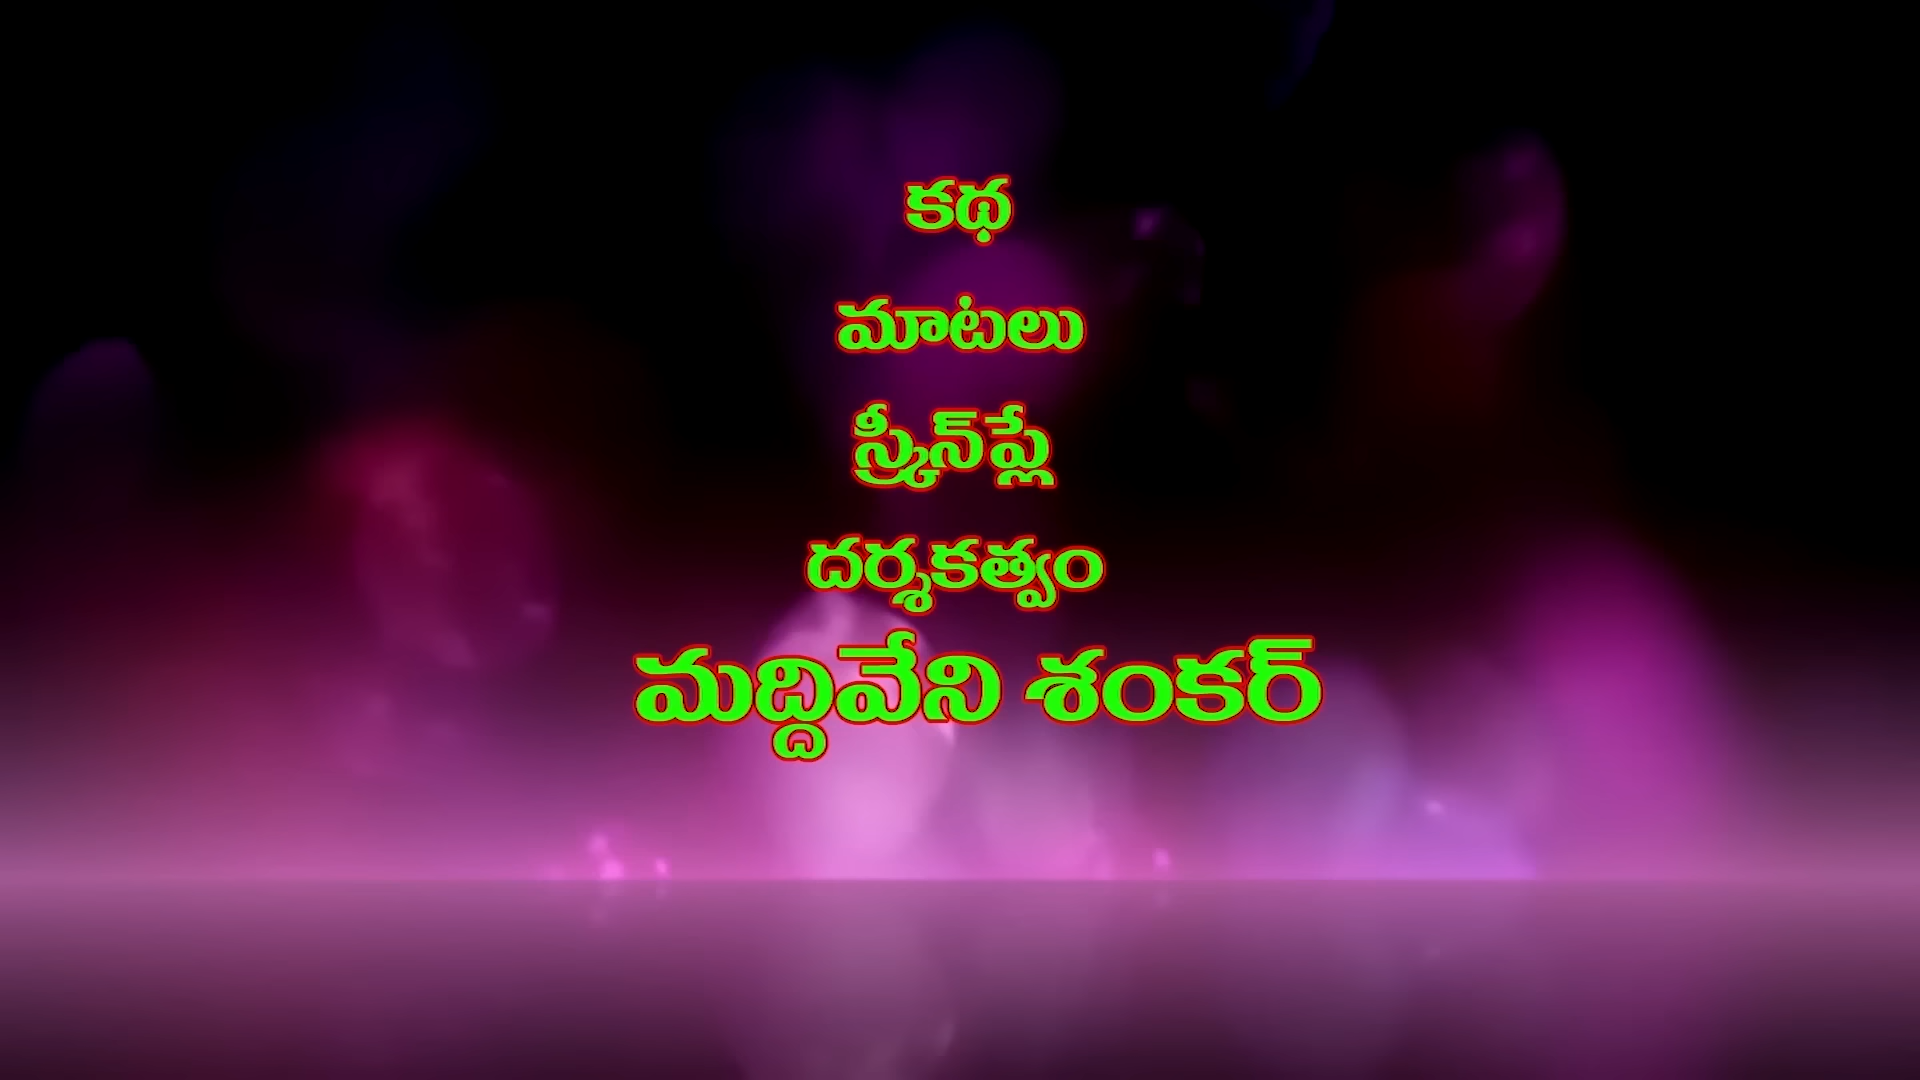 కథ
మాటలు
స్క్రీన్‌ప్లే
దర్శకత్వం
మద్దివేని శంకర్